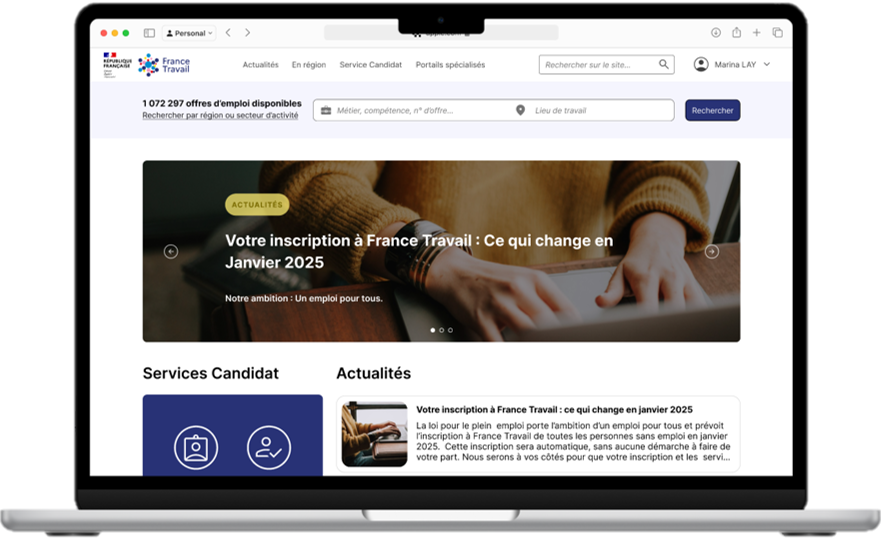 Personal
RÉPUBLIQUE
FRANÇAISE
France
Travail
Actualités
En région
Service Candidat
Portails spécialisés
Rechercher sur le site...
Marina LAY
1 072 297 offres d'emploi disponibles
Rechercher par région ou secteur d'activité
Métier, compétence, n° d'offre...
Lieu de travail
Rechercher
ACTUALITÉS
Votre inscription à France Travail : Ce qui change en
Janvier 2025
Notre ambition : Un emploi pour tous.
Services Candidat
Actualités
Votre inscription à France Travail : ce qui change en janvier 2025
La loi pour le plein emploi porte l'ambition d'un emploi pour tous et prévoit
l'inscription à France Travail de toutes les personnes sans emploi en janvier
2025. Cette inscription sera automatique, sans aucune démarche à faire de
votre part. Nous serons à vos côtés pour que votre inscription et les servi...